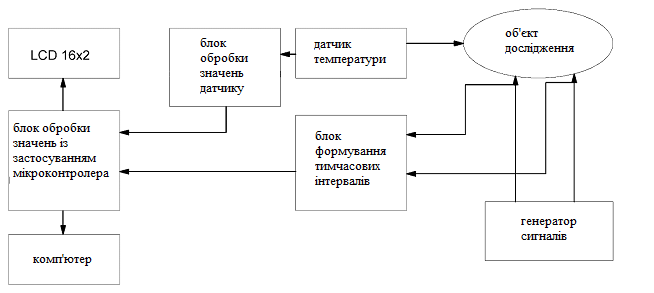 LCD 16x2
блок
обробки
значень
датчику
датчик
температури
об'єкт
дослідження
блок обробки
значень із
застосуванням
мікроконтролера
блок
формування
тимчасових
інтервалів
генератор
сигналів
комп'ютер